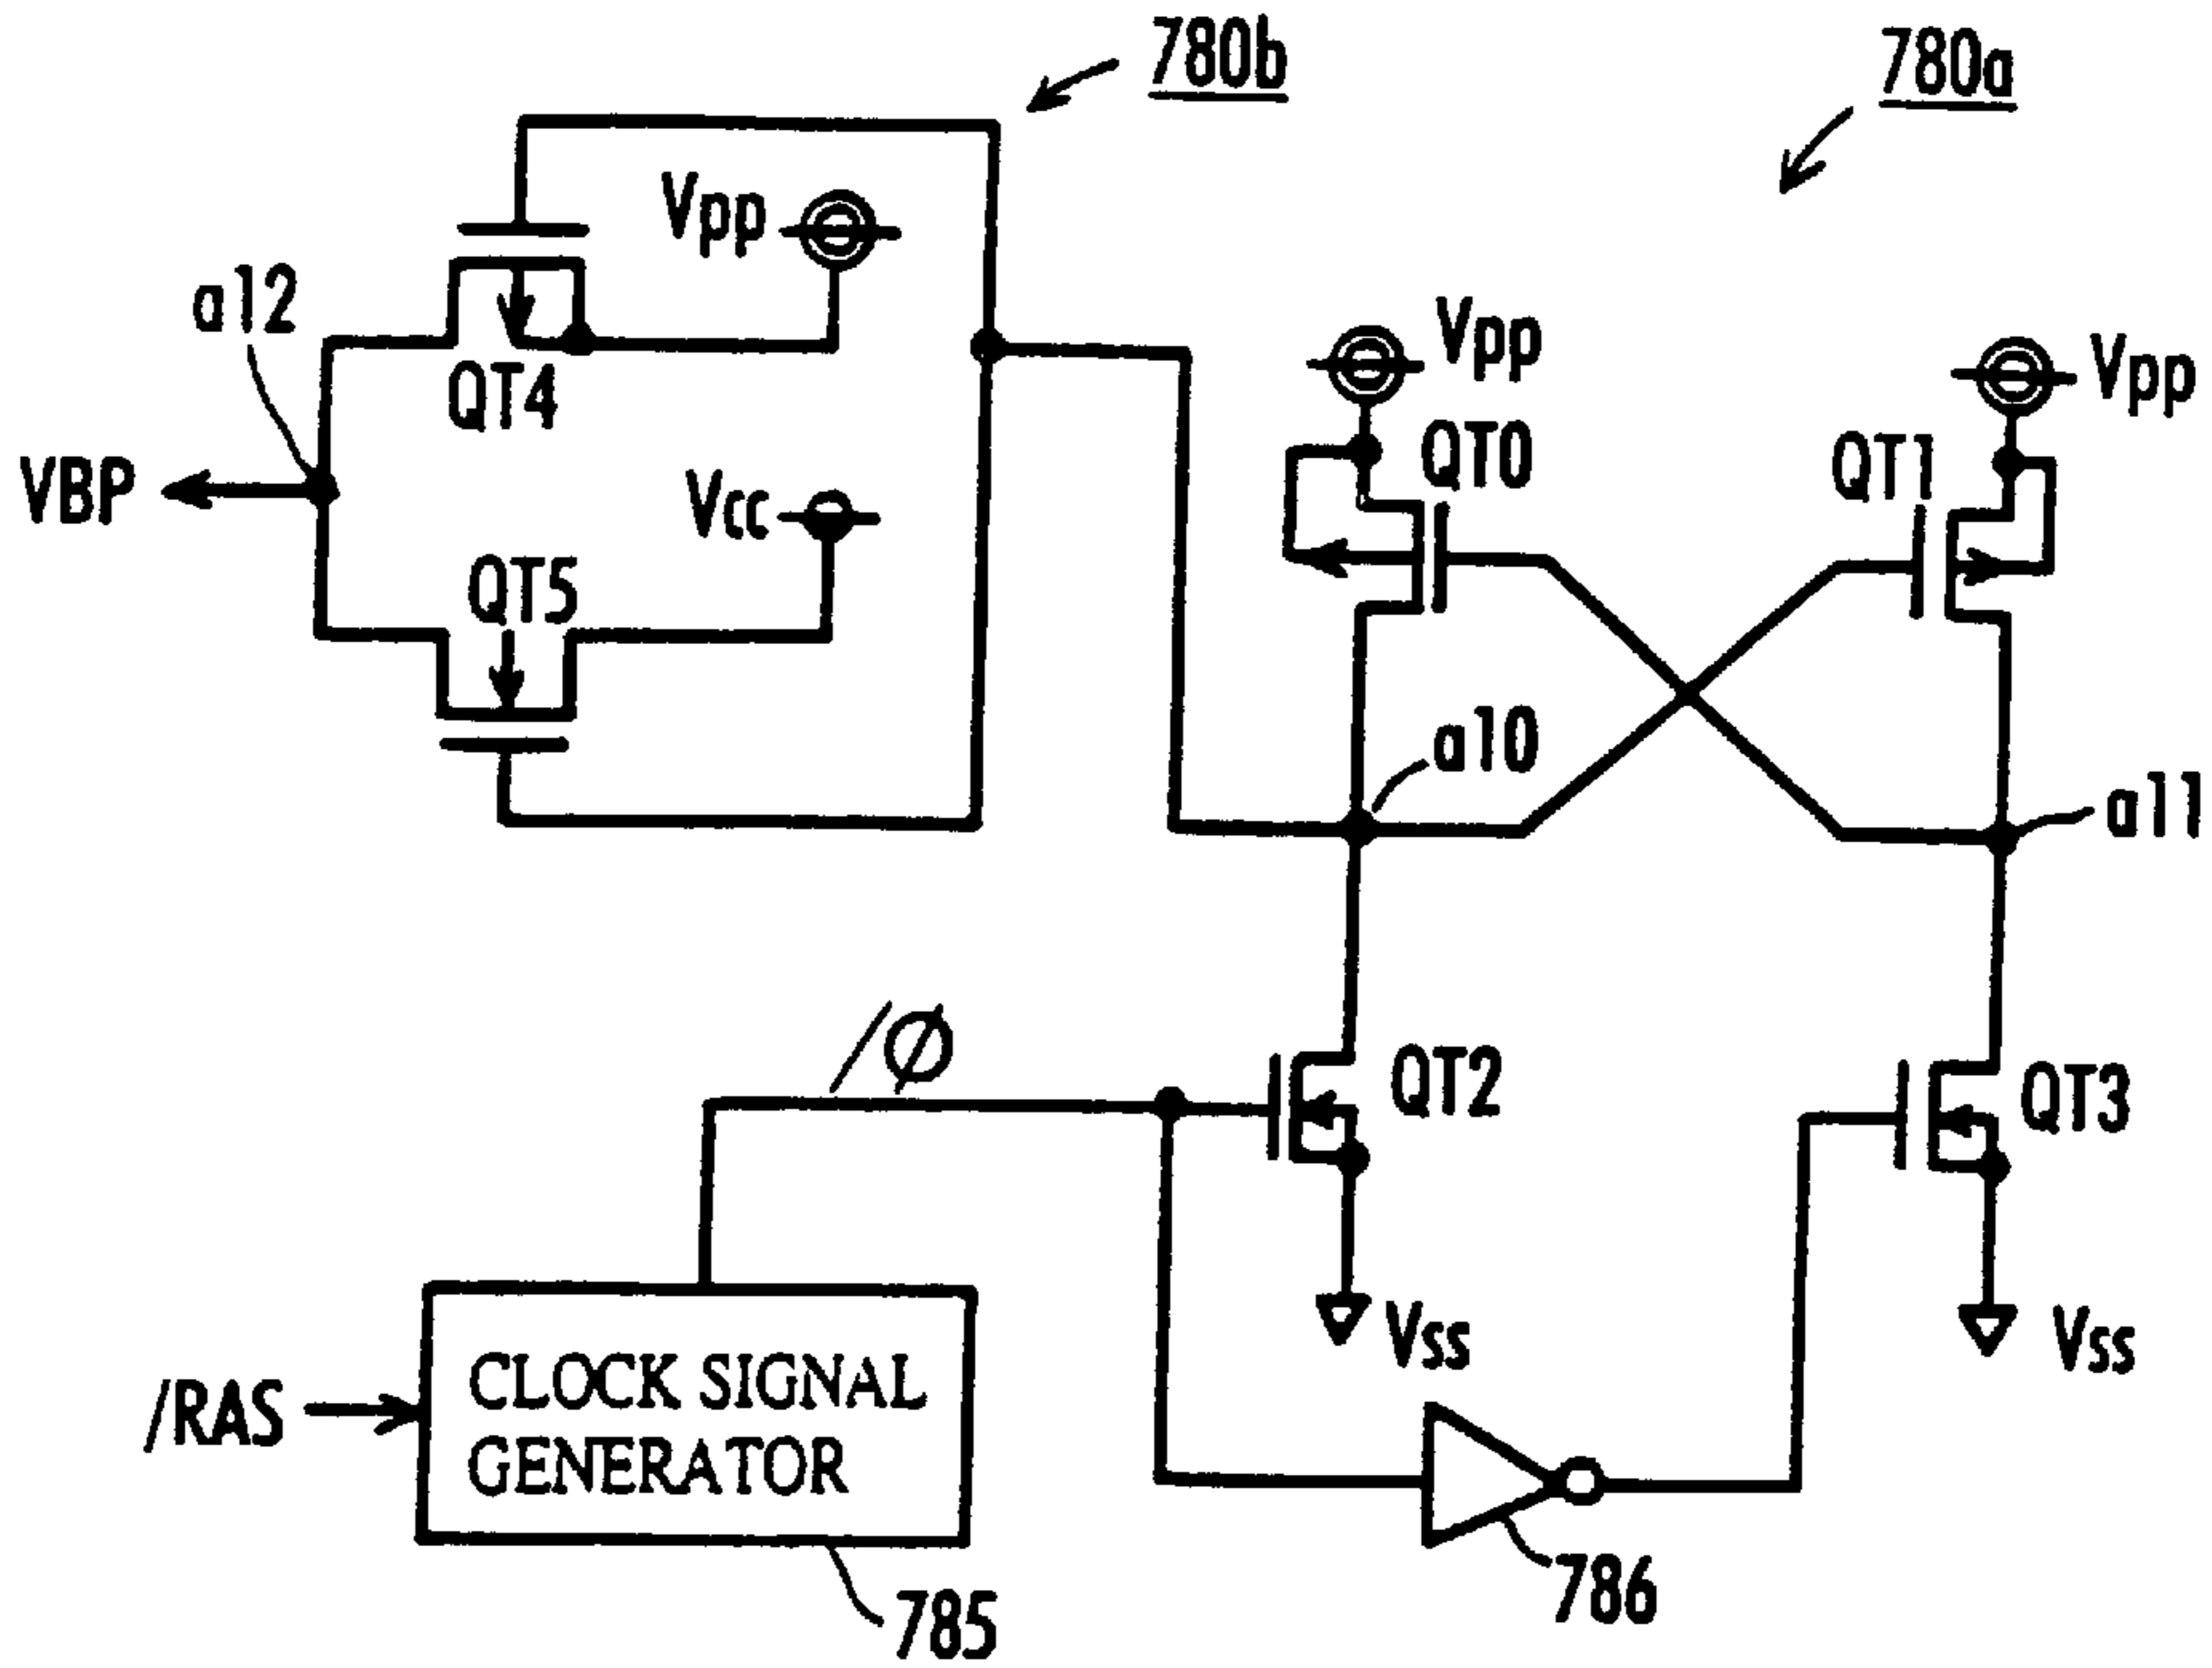 780b
780a
Vpp
a12
QT4
Vpp
Vpp
QT0
QT1
VBP
Vcc
QT5
a10
a11
/Ø
QT2
QT3
Vss
Vss
/RAS
CLOCK SIGNAL
GENERATOR
786
785